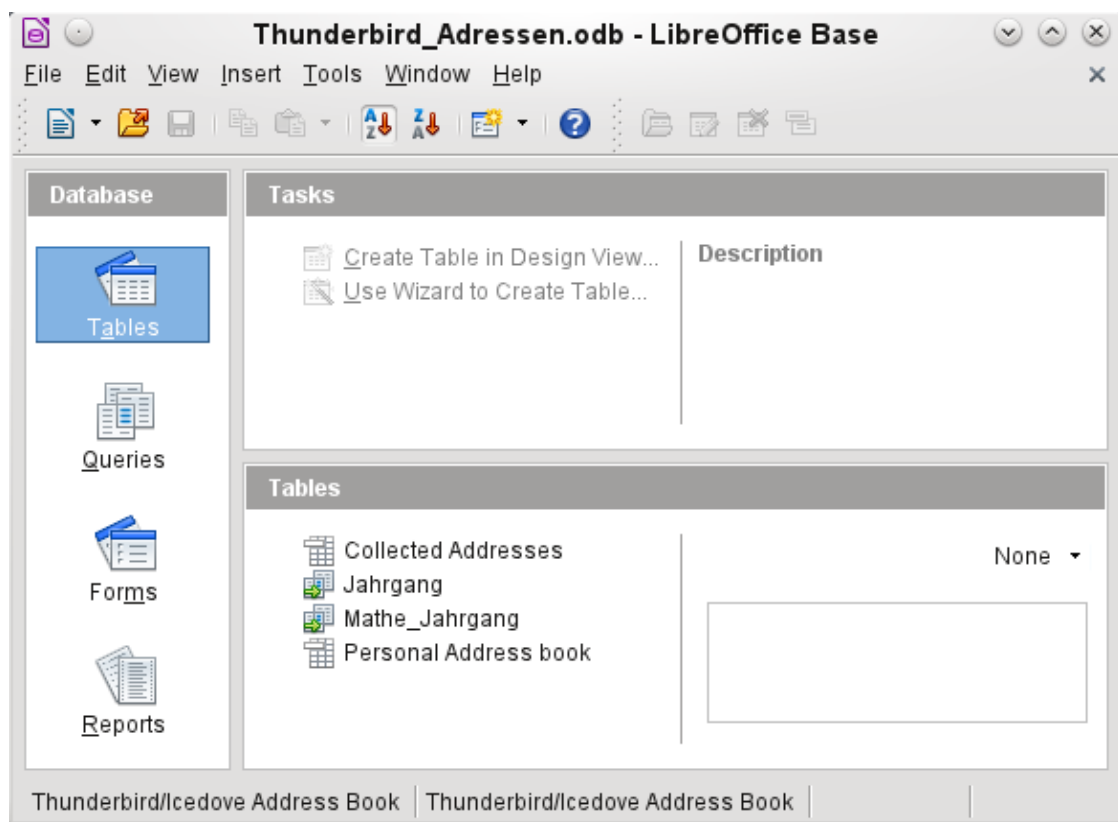 Thunderbird_Adressen.odb - LibreOffice Base
File Edit View Insert Tools Window Help
Database
Tables
Queries
Forms
Reports
Tasks
Create Table in Design View...
Use Wizard to Create Table...
Description
Tables
Collected Addresses
Jahrgang
Mathe_Jahrgang
Personal Address book
None
Thunderbird/Icedove Address Book Thunderbird/Icedove Address Book